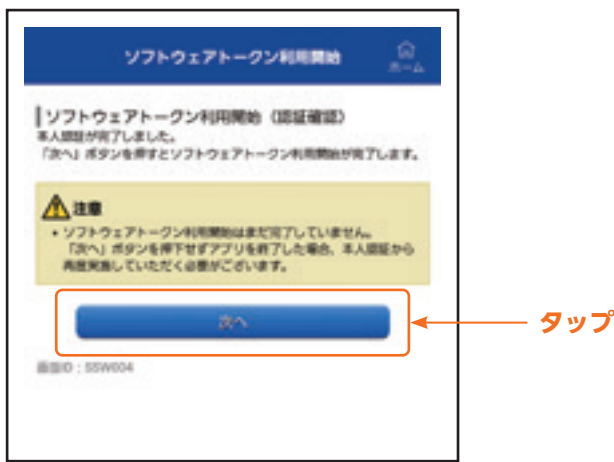 ソフトウェアトークン利用開始
ホーム
ソフトウェアトークン利用開始（認証確認）
本人認証が完了しました。
「次へ」ボタンを押すとソフトウェアトークン利用開始が完了します。
注意
・ソフトウェアトークン利用開始はまだ完了していません。
「次へ」ボタンを押下せずアプリを終了した場合、本人認証から
再度実施していただく必要がございます。
次へ
タップ
画面ID：SSW004